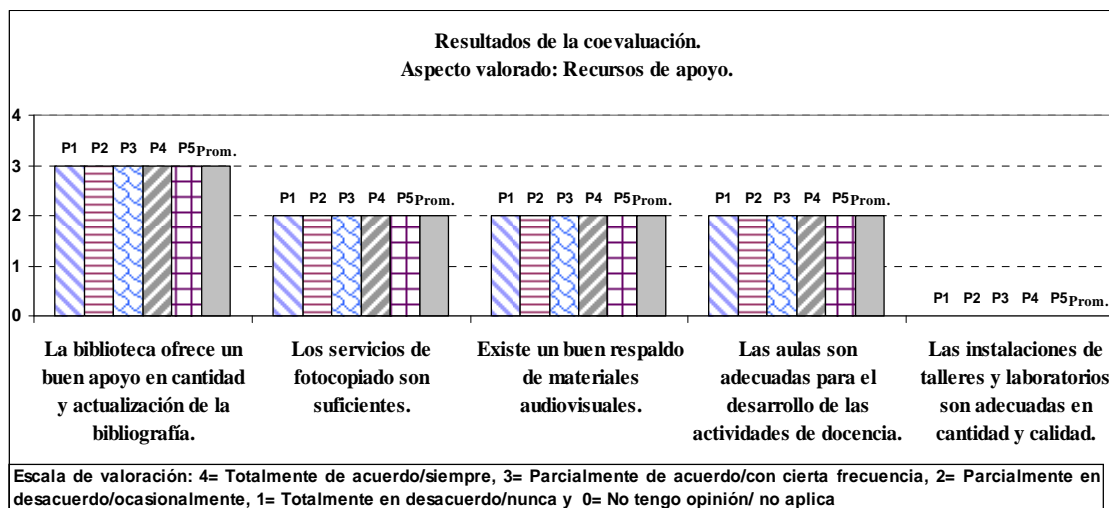 Resultados de la coevaluación.
Aspecto valorado: Recursos de apoyo.
4
3
2
1
0
P1 P2 P3 P4 P5 Prom.
P1 P2 P3 P4 P5 Prom.
P1 P2 P3 P4 P5 Prom.
P1 P2 P3 P4 P5 Prom.
P1 P2 P3 P4 P5 Prom.
La biblioteca ofrece un
buen apoyo en cantidad
y actualización de la
bibliografía.
Los servicios de
fotocopiado son
suficientes.
Existe un buen respaldo
de materiales
audiovisuales.
Las aulas son
adecuadas para el
desarrollo de las
actividades de docencia.
Las instalaciones de
talleres y laboratorios
son adecuadas en
cantidad y calidad.
Escala de valoración: 4= Totalmente de acuerdo/siempre, 3= Parcialmente de acuerdo/con cierta frecuencia, 2= Parcialmente en
desacuerdo/ocasionalmente, 1= Totalmente en desacuerdo/nunca y 0= No tengo opinión/ no aplica